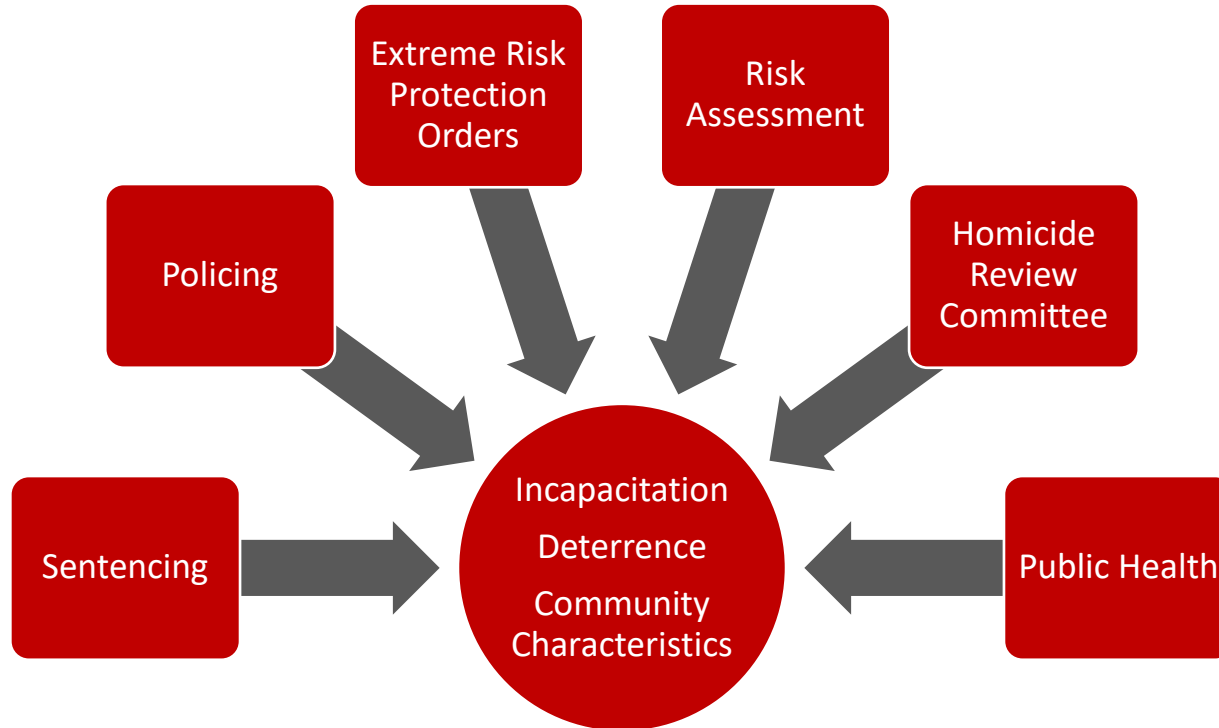 Extreme Risk
Protection
Orders
Risk
Assessment
Policing
Homicide
Review
Committee
Sentencing
Incapacitation
Deterrence
Community
Characteristics
Public Health